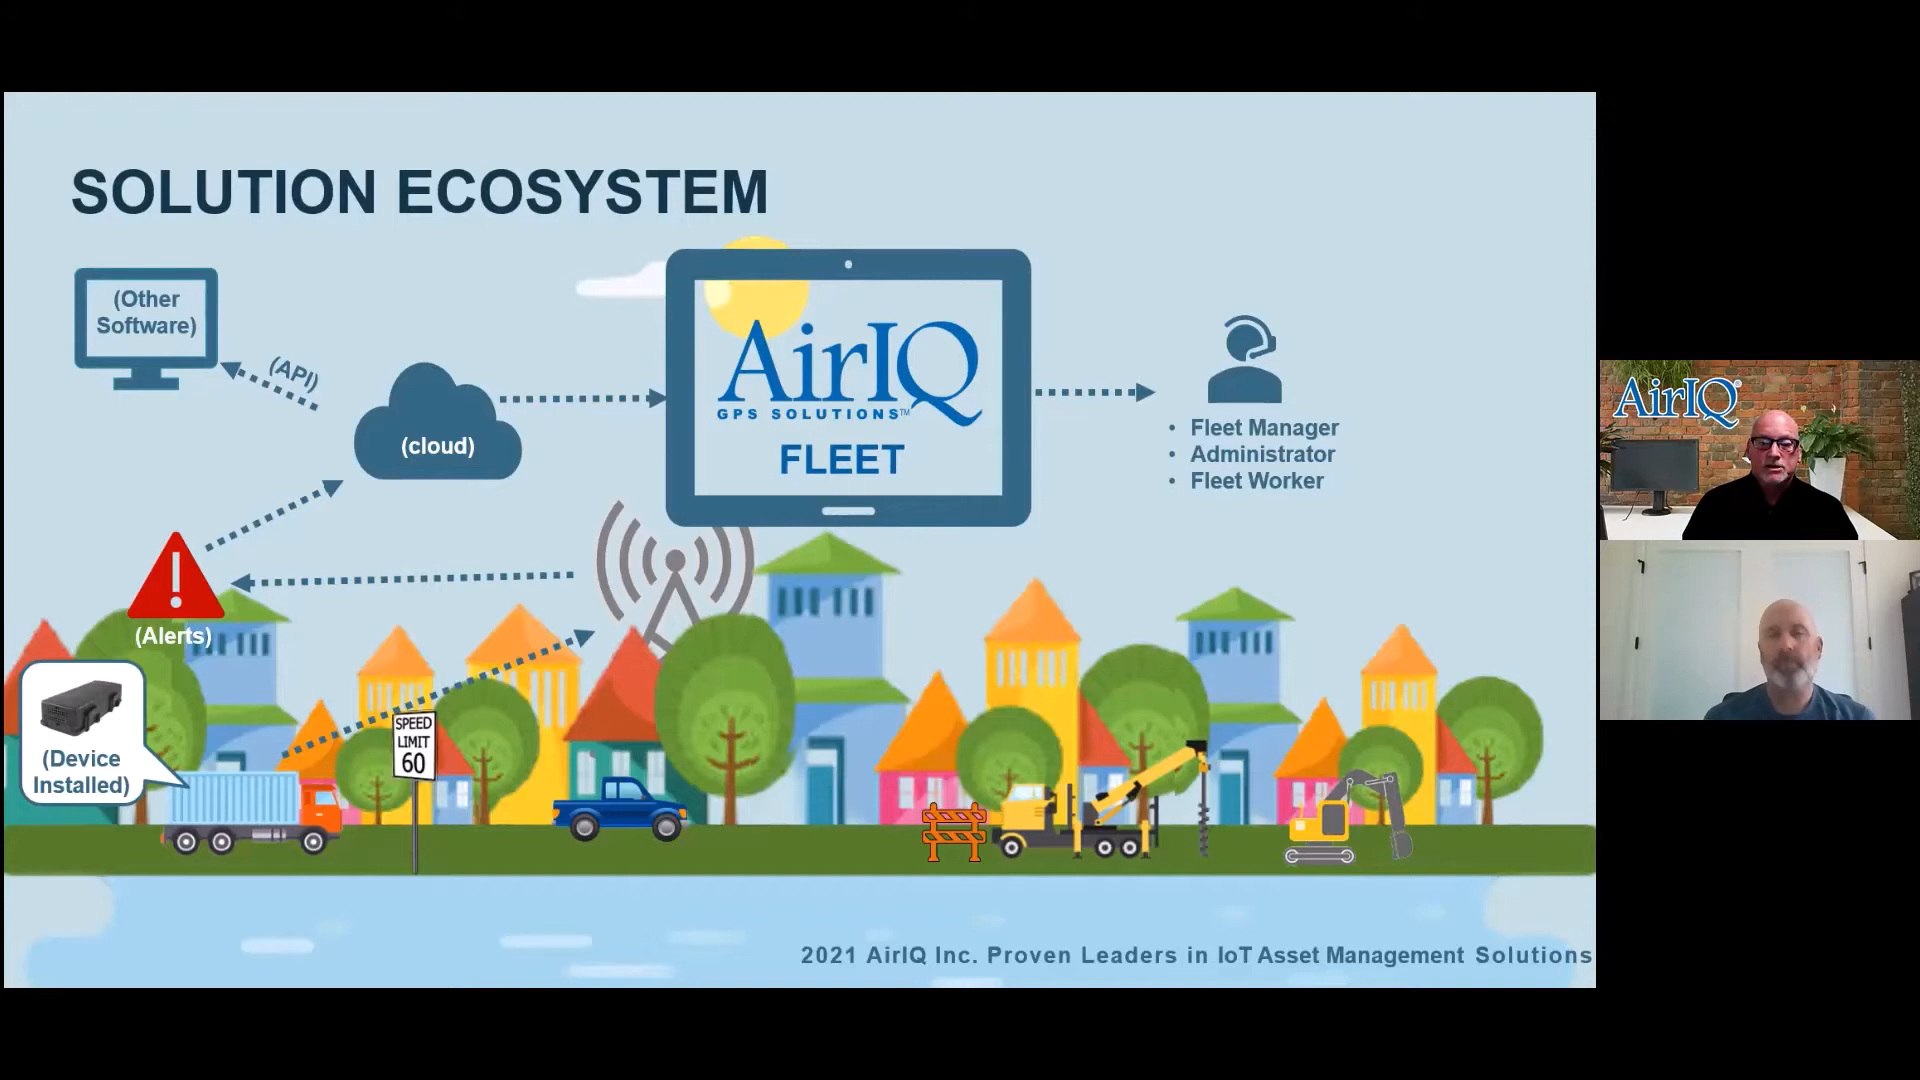 SOLUTION ECOSYSTEM
(Other
Software)
(API)
(cloud)
AirIQ
GPS SOLUTIONS™
FLEET
• Fleet Manager
• Administrator
• Fleet Worker
(Alerts)
(Device
Installed)
SPEED
LIMIT
60
2021 AirIQ Inc. Proven Leaders in IoT Asset Management Solutions
AirIQ®